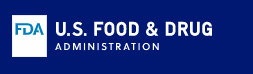 FDA
U.S. FOOD & DRUG
ADMINISTRATION